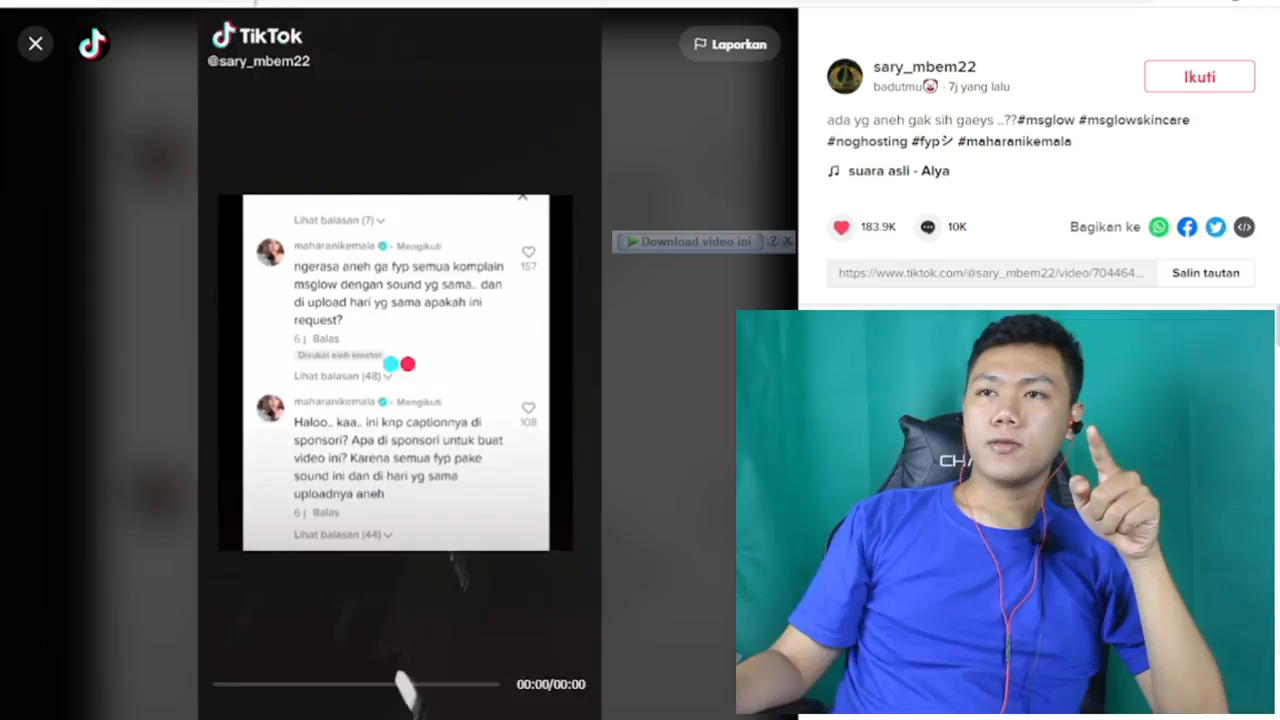 TikTok
@sary_mbem22
Laporkan
Lihat balasan (7)
maharanikemala - Mengikuti
ngerasa aneh ga fyp semua komplain
msglow dengan sound yg sama.. dan
di upload hari yg sama apakah ini
request?
157
6 j Balas
Disukai oleh kreator
Lihat balasan (48)
maharanikemala - Mengikuti
Haloo.. kaa.. ini knp captionnya di
sponsori? Apa di sponsori untuk buat
video ini? Karena semua fyp pake
sound ini dan di hari yg sama
uploadnya aneh
108
6 j Balas
Lihat balasan (44)
00:00/00:00
Download video ini ? X
sary_mbem22
badutmu🤡 · 7j yang lalu
Ikuti
ada yg aneh gak sih gaeys ..??#msglow #msglowskincare
#noghosting #fypシ #maharanikemala
suara asli - Alya
183.9K
10K
Bagikan ke
https://www.tiktok.com/@sary_mbem22/video/704464...
Salin tautan
CHA